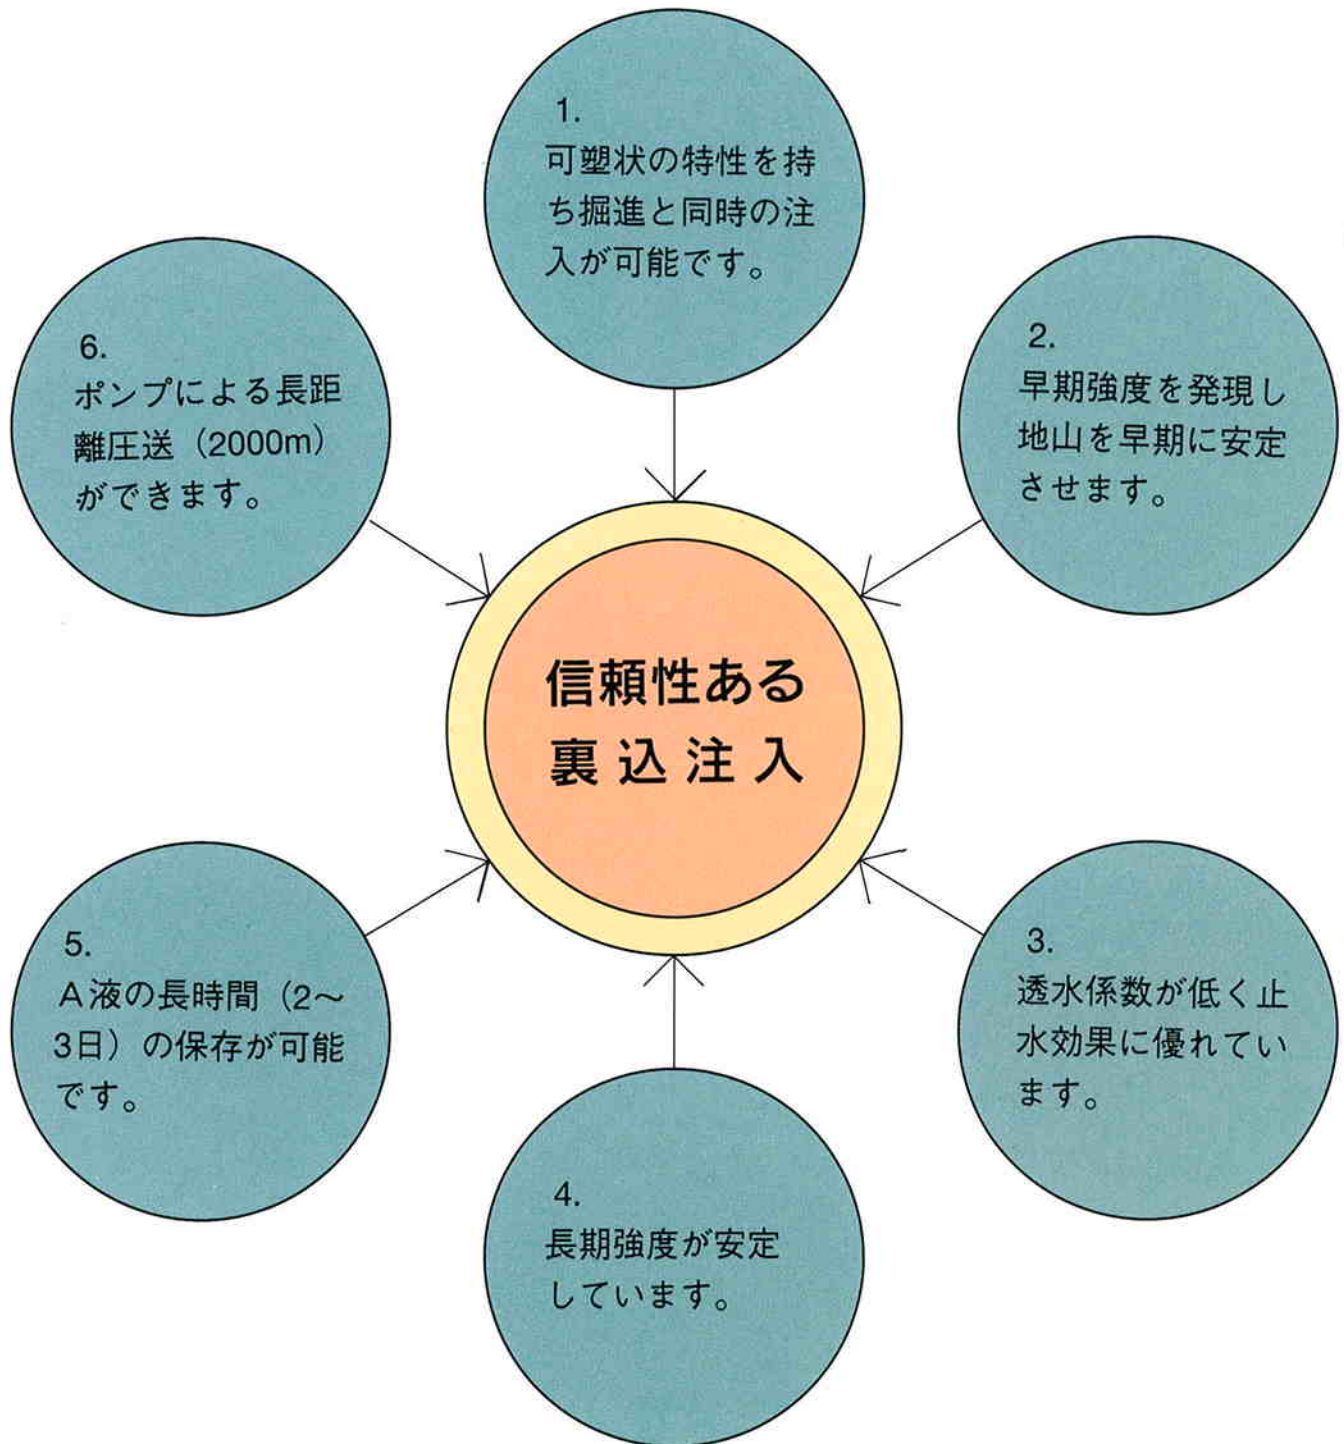 1.
可塑状の特性を持
ち掘進と同時の注
入が可能です。
2.
早期強度を発現し
地山を早期に安定
させます。
3.
透水係数が低く止
水効果に優れてい
ます。
4.
長期強度が安定
しています。
5.
A液の長時間（2〜
3日）の保存が可能
です。
6.
ポンプによる長距
離圧送（2000m）
ができます。
信頼性ある
裏込注入